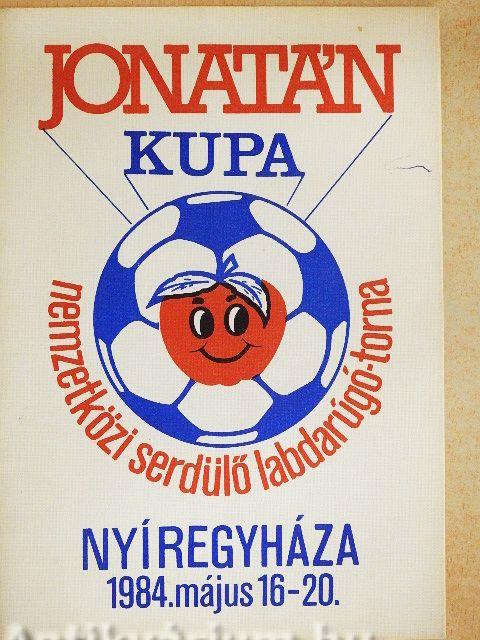 JONATÁN
KUPA
nemzetközi serdülő labdarúgó-torna
NYÍREGYHÁZA
1984.május 16-20.